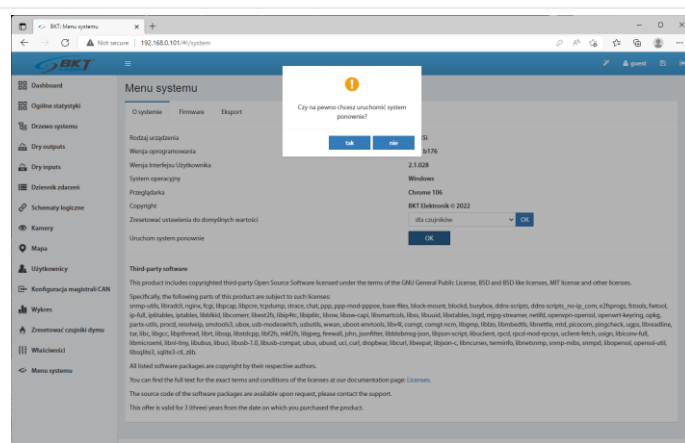 BKT: Menu systemu
Not secure | 192.168.0.101/#!/system
BKT
guest
Dashboard
Ogólne statystyki
Drzewo systemu
Dry outputs
Dry inputs
Dziennik zdarzeń
Schematy logiczne
Kamery
Mapa
Użytkownicy
Konfiguracja magistrali CAN
Wykres
Zresetować czujniki dymu
Właściwości
Menu systemu
Menu systemu
O systemie Firmware Eksport
Czy na pewno chcesz uruchomić system
ponownie?
tak nie
Rodzaj urządzenia
Wersja oprogramowania b176
Wersja Interfejsu Użytkownika 2.1.028
System operacyjny Windows
Przeglądarka Chrome 106
Copyright BKT Elektronik © 2022
Zresetować ustawienia do domyślnych wartości dla czujników OK
Uruchom system ponownie OK
Third-party software
This product includes copyrighted third-party Open Source Software licensed under the terms of the GNU General Public License, BSD and BSD like licenses, MIT license and other licenses.
Specifically, the following parts of this product are subject to such licenses:
All listed software packages are copyright by their respective authors.
You can find the full text for the exact terms and conditions of the licenses at our documentation page: Licenses.
The source code of the software packages are available upon request, please contact the support.
This offer is valid for 3 (three) years from the date on which you purchased the product.